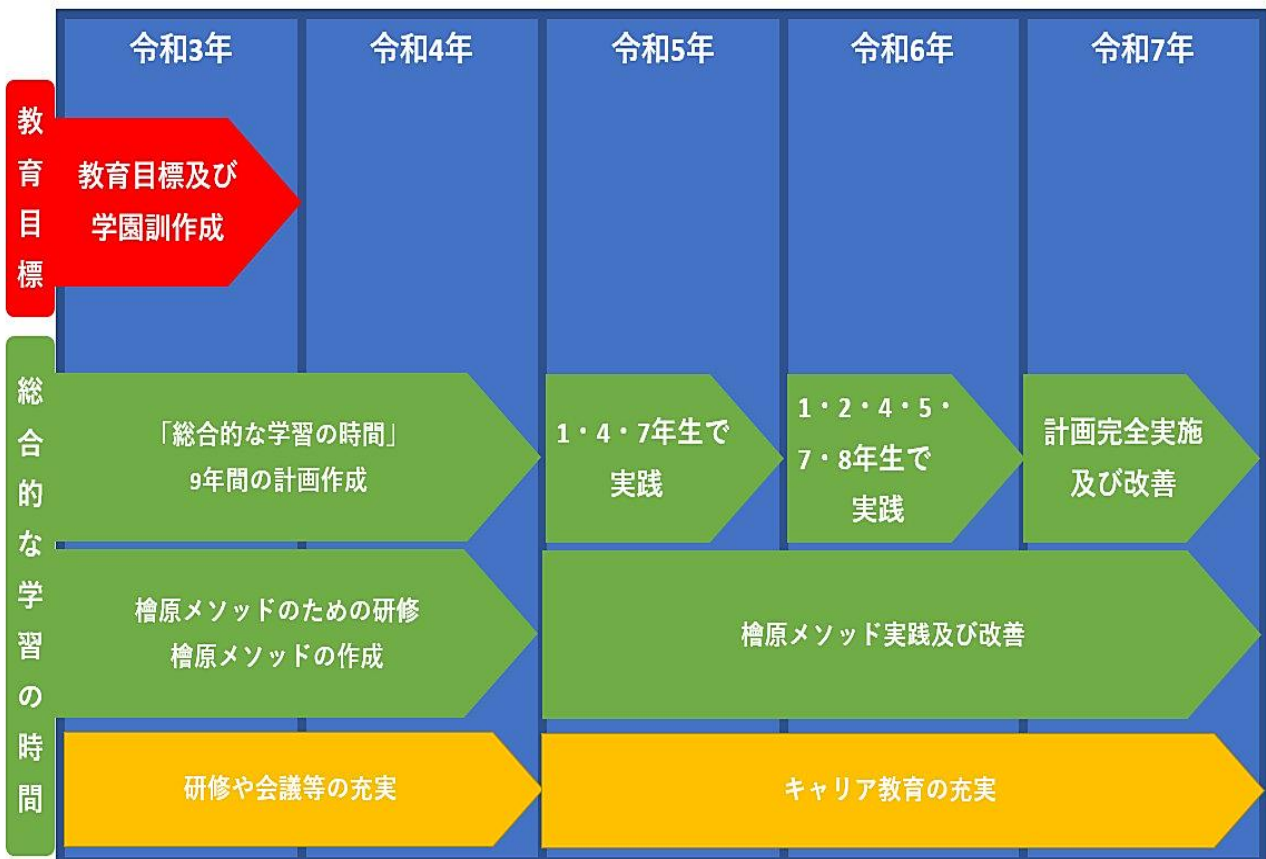 令和3年
令和4年
令和5年
令和6年
令和7年
教育目標
教育目標及び
学園訓作成
総合的な学習の時間
「総合的な学習の時間」
9年間の計画作成
1・4・7年生で
実践
1・2・4・5・
7・8年生で
実践
計画完全実施
及び改善
檜原メソッドのための研修
檜原メソッドの作成
檜原メソッド実践及び改善
研修や会議等の充実
キャリア教育の充実